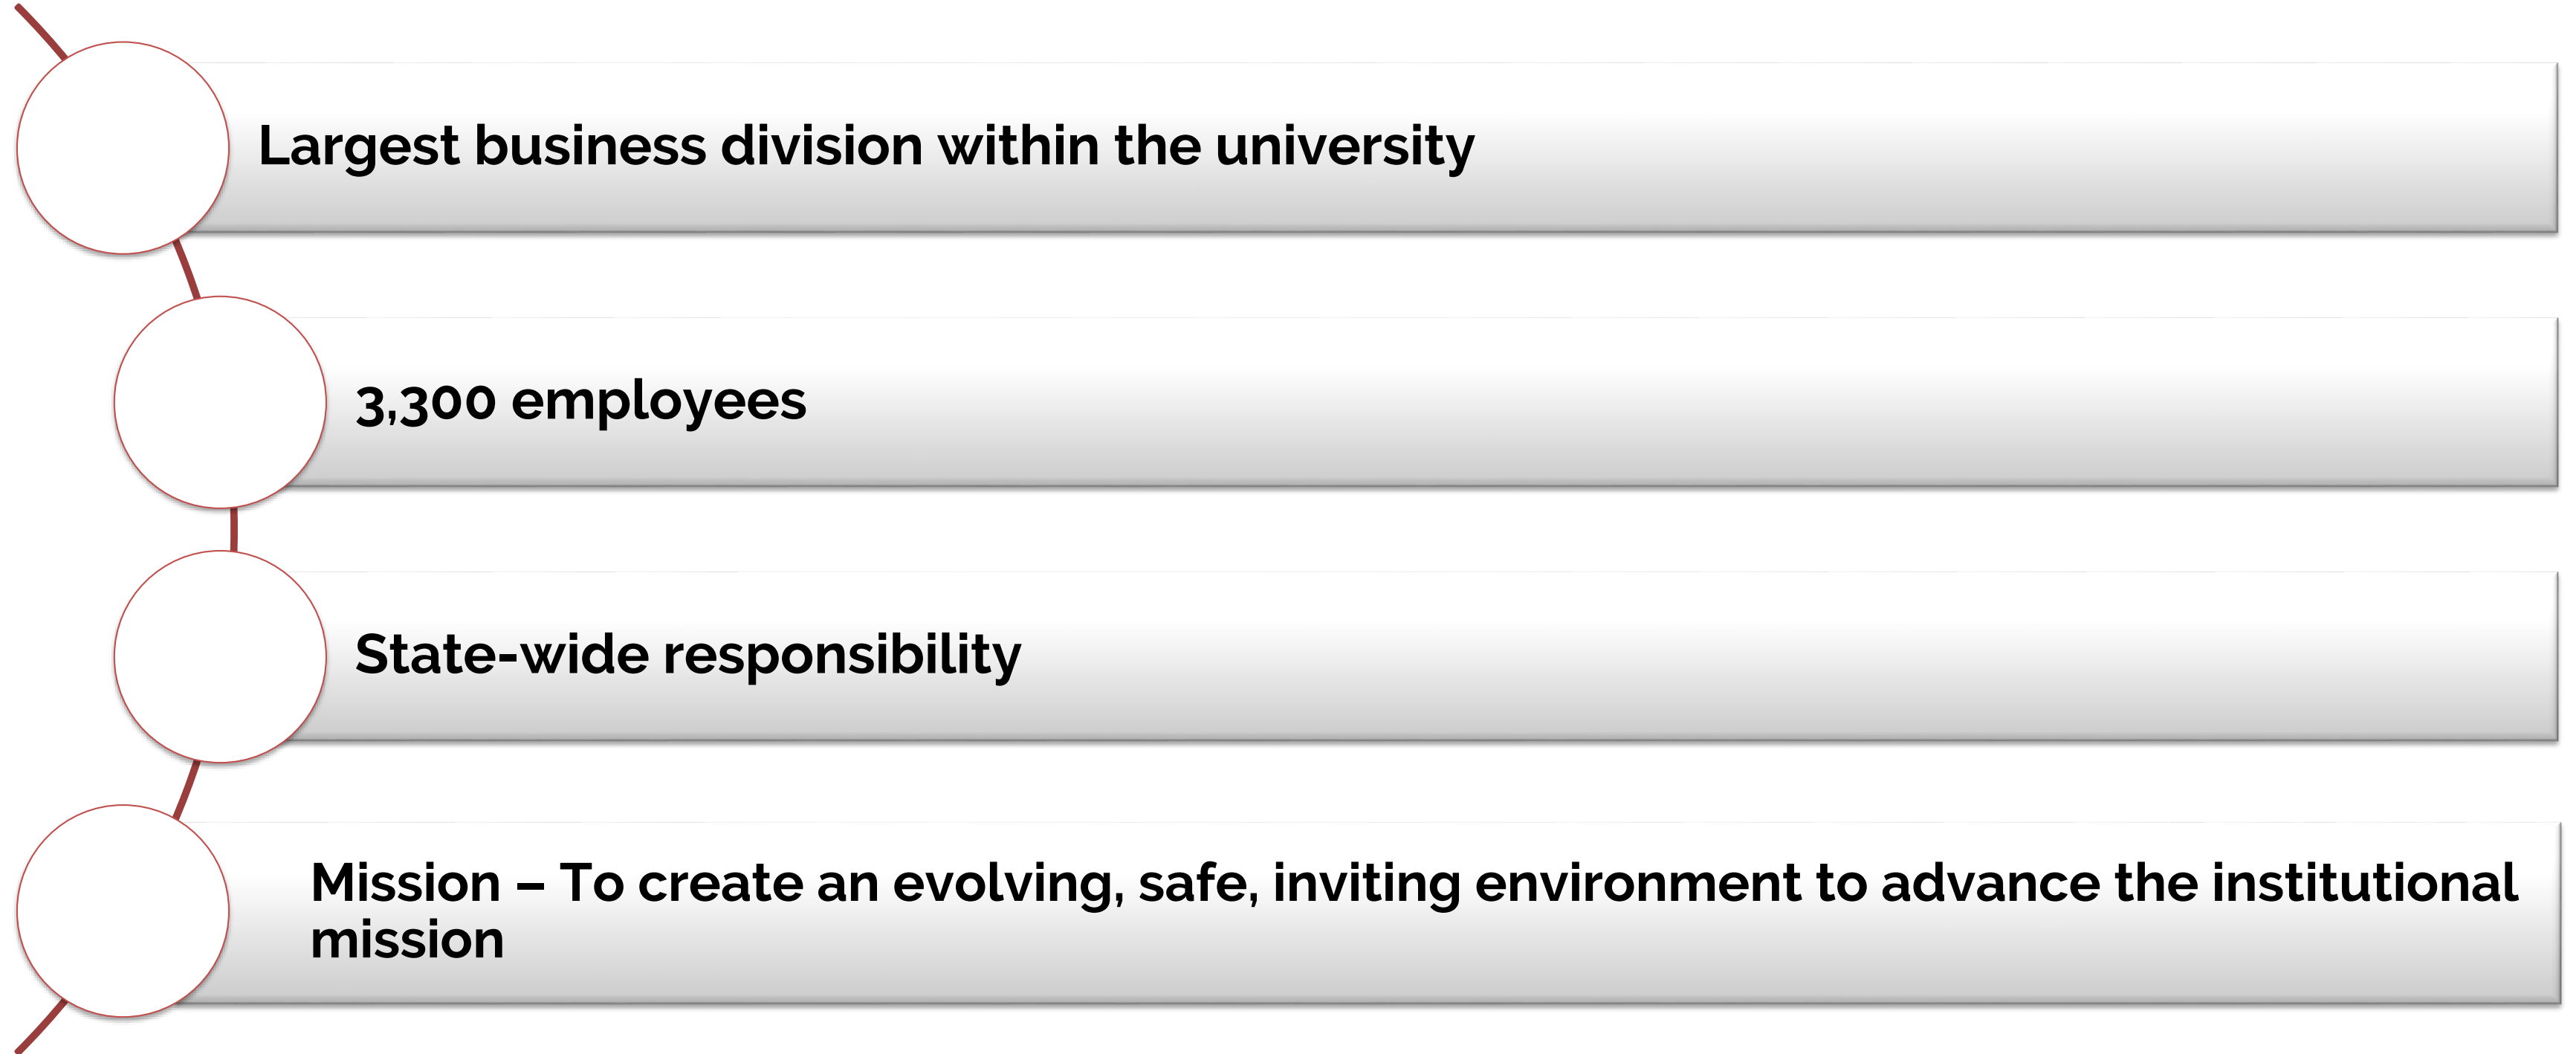 Largest business division within the university
3,300 employees
State-wide responsibility
Mission – To create an evolving, safe, inviting environment to advance the institutional
mission